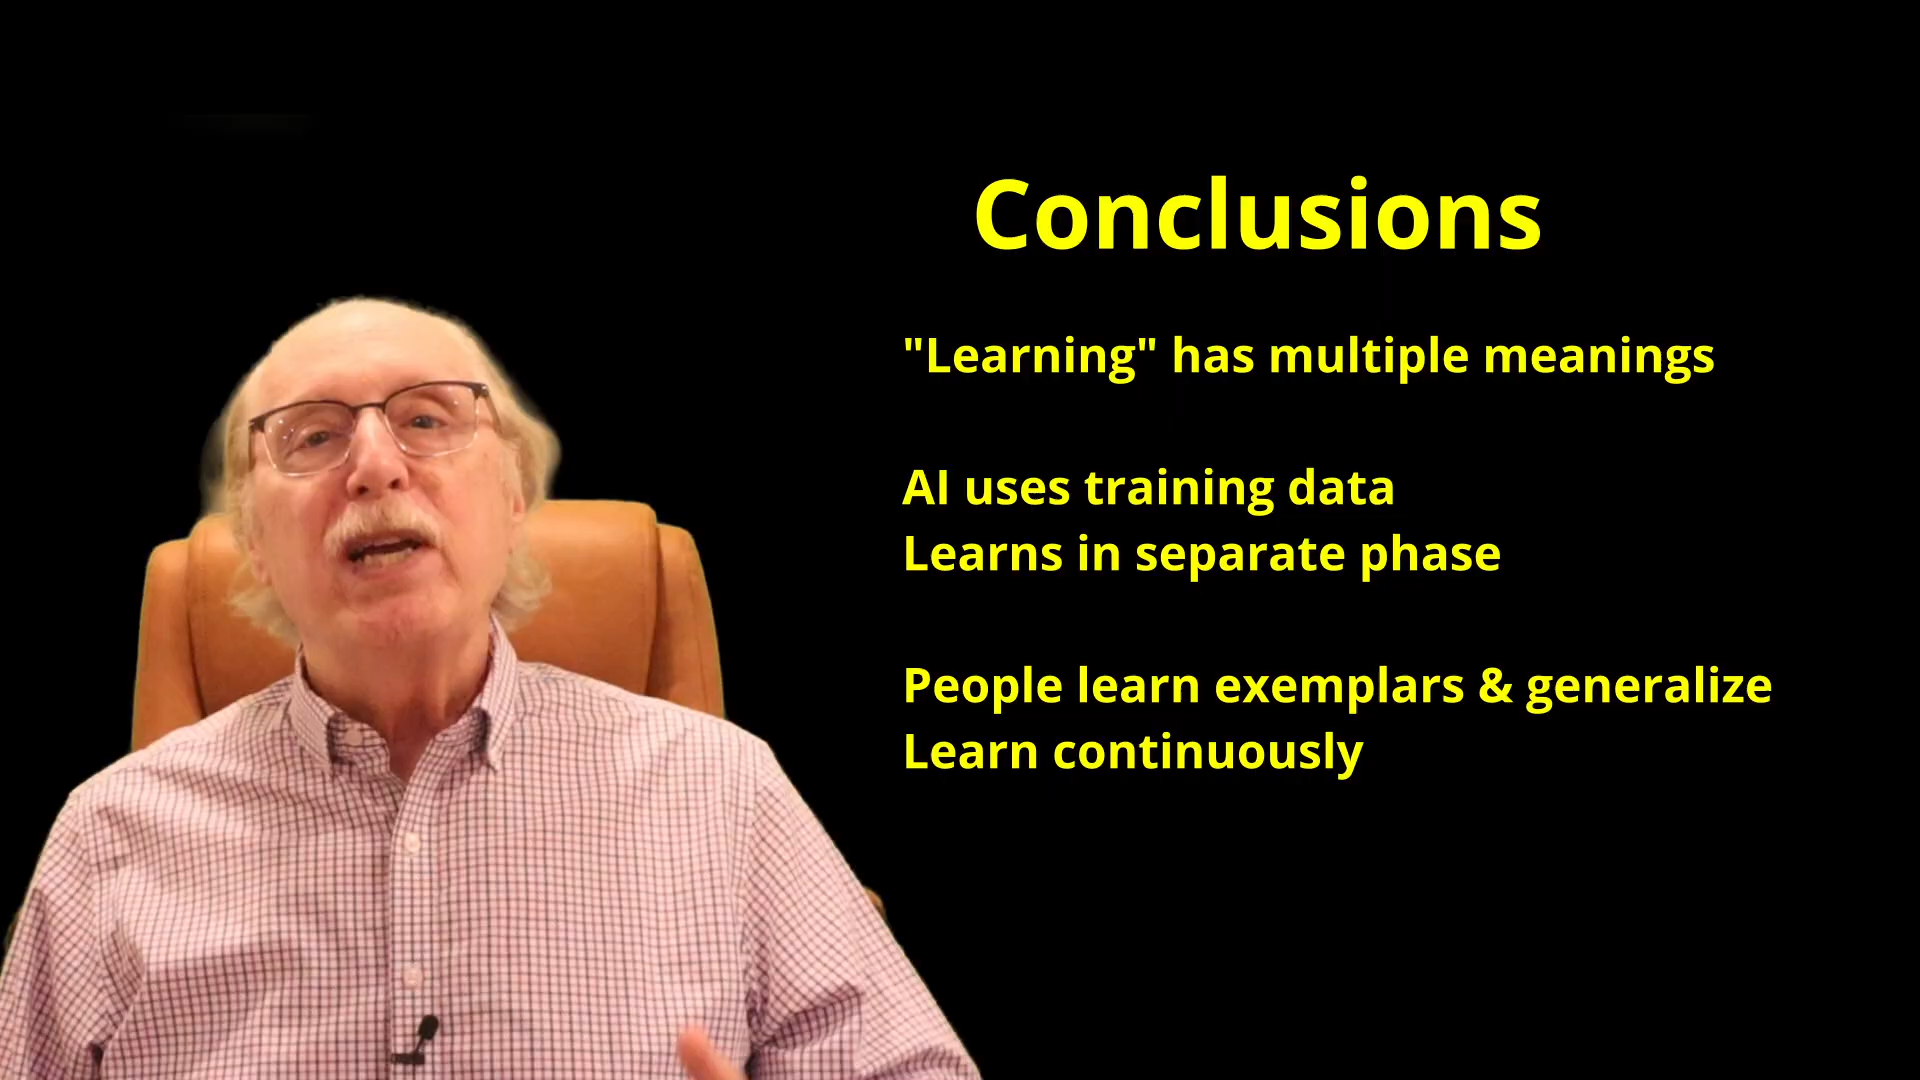 Conclusions
"Learning" has multiple meanings
AI uses training data
Learns in separate phase
People learn exemplars & generalize
Learn continuously